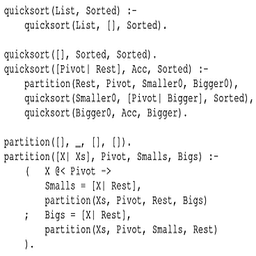 quicksort(List, Sorted) :-
    quicksort(List, [], Sorted).

quicksort([], Sorted, Sorted).
quicksort([Pivot| Rest], Acc, Sorted) :-
    partition(Rest, Pivot, Smaller0, Bigger0),
    quicksort(Smaller0, [Pivot| Bigger], Sorted),
    quicksort(Bigger0, Acc, Bigger).

partition([], _, [], []).
partition([X| Xs], Pivot, Smalls, Bigs) :-
    (   X @< Pivot ->
        Smalls = [X| Rest],
        partition(Xs, Pivot, Rest, Bigs)
    ;   Bigs = [X| Rest],
        partition(Xs, Pivot, Smalls, Rest)
    ).